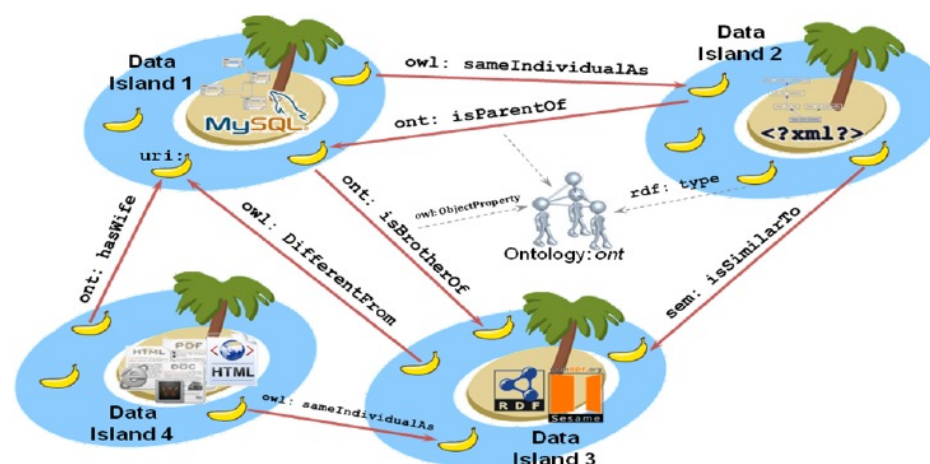 Data
Island 1
MySQL
uri:
owl: sameIndividualAs
Data
Island 2
<?xml?>
ont: isParentOf
rdf: type
owl:ObjectProperty
Ontology: ont
ont: hasWife
owl: DifferentFrom
ont: isBrotherOf
sem: isSimilarTo
HTML
PDF
DOC
HTML
Data
Island 4
owl: sameIndividualAs
RDF
Sesame
Data
Island 3